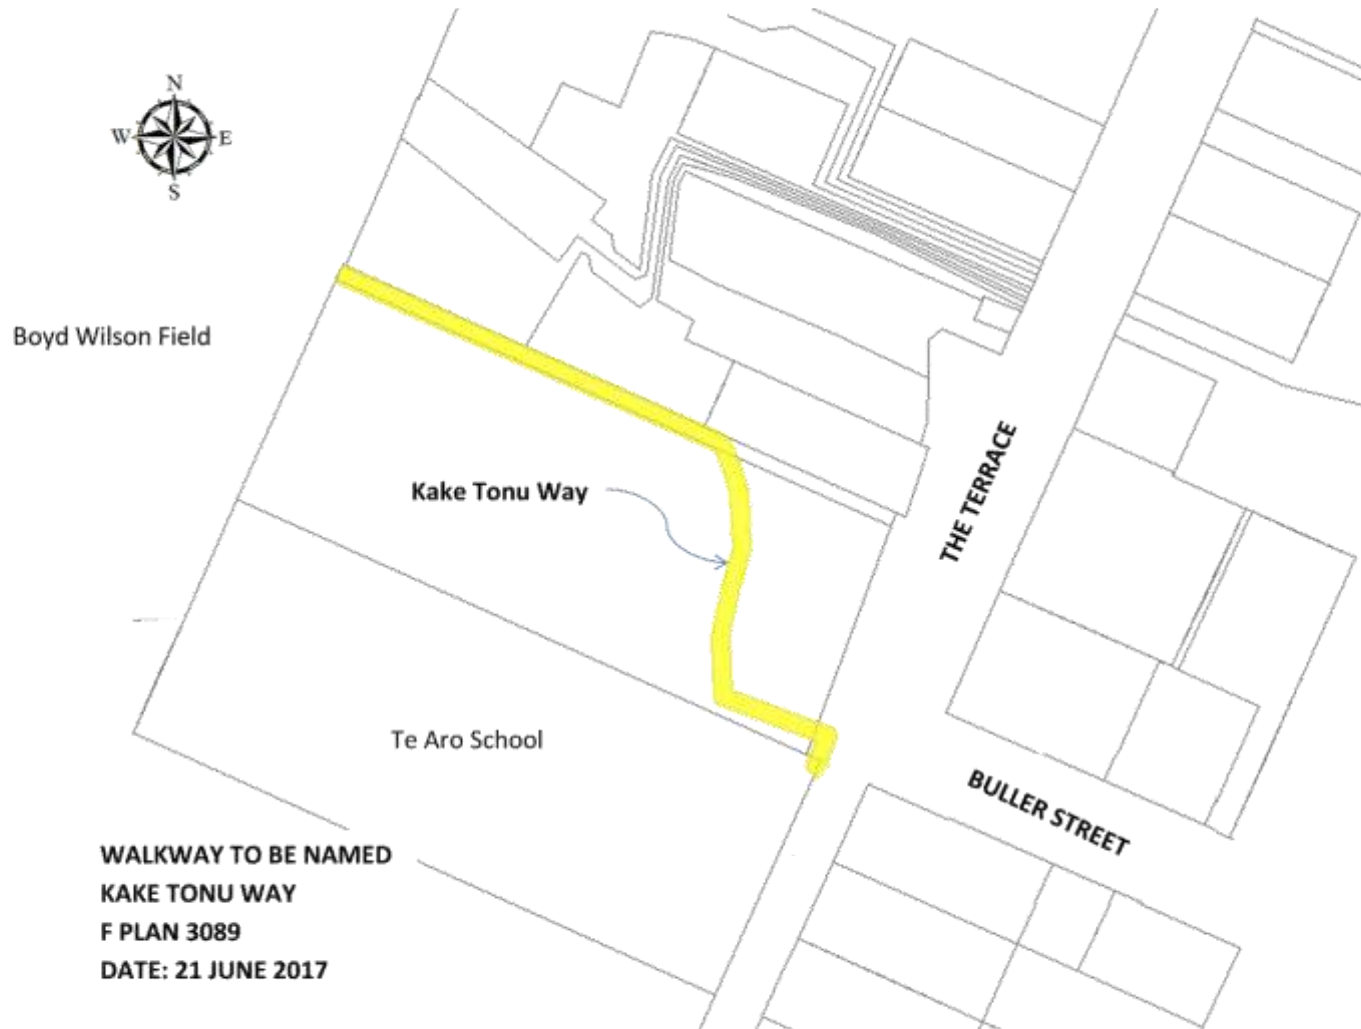 N
W E
S
Boyd Wilson Field
Kake Tonu Way
THE TERRACE
Te Aro School
BULLER STREET
WALKWAY TO BE NAMED
KAKE TONU WAY
F PLAN 3089
DATE: 21 JUNE 2017